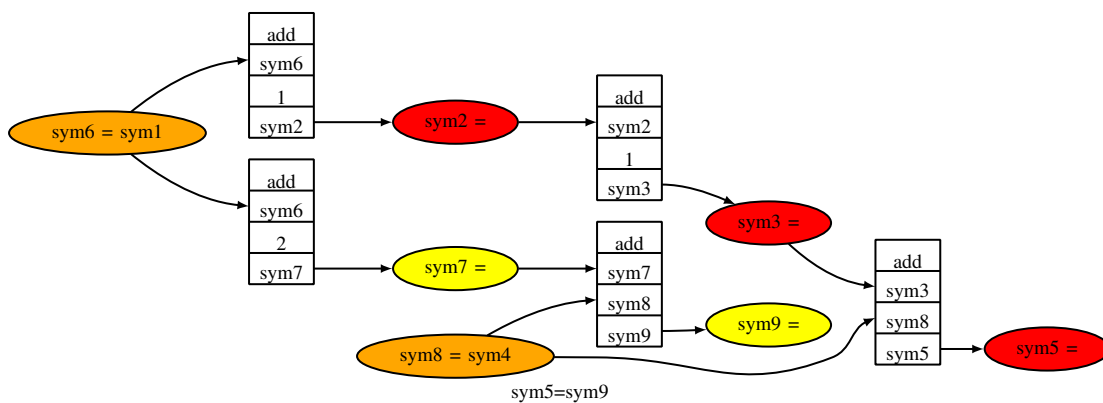 add
sym6
1
sym2
sym6 = sym1
add
sym6
2
sym7
sym2 =
add
sym2
1
sym3
sym7 =
sym8 = sym4
add
sym7
sym8
sym9
sym3 =
sym9 =
add
sym3
sym8
sym5
sym5 =
sym5=sym9